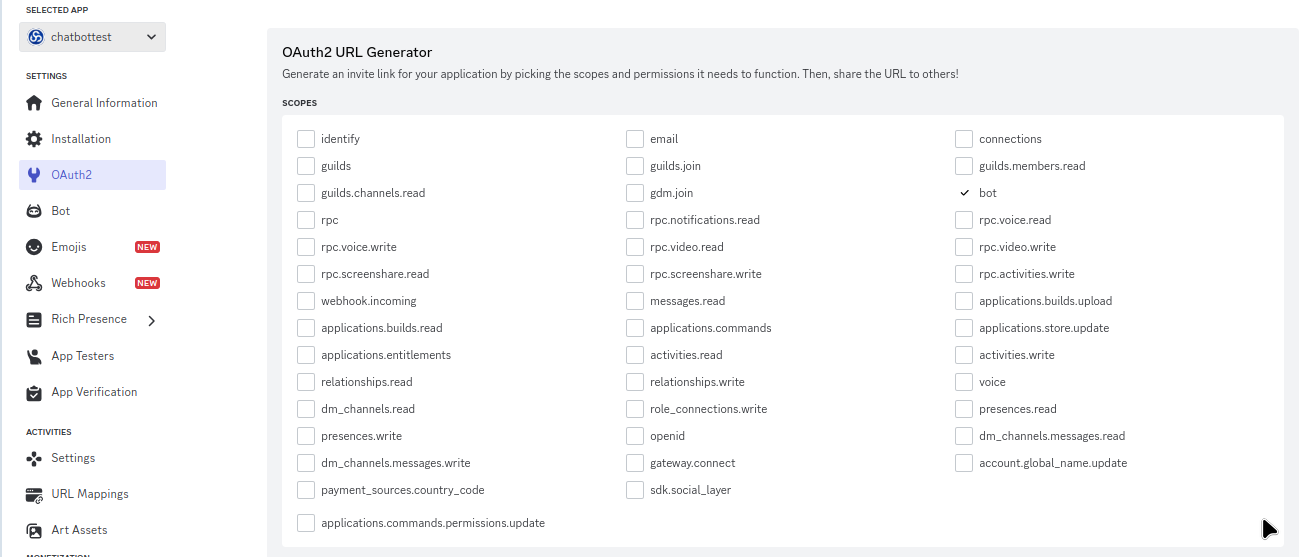 SELECTED APP
chatbottest
SETTINGS
General Information
Installation
OAuth2
Bot
Emojis NEW
Webhooks NEW
Rich Presence
App Testers
App Verification
ACTIVITIES
Settings
URL Mappings
Art Assets
MONETIZATION
OAuth2 URL Generator
Generate an invite link for your application by picking the scopes and permissions it needs to function. Then, share the URL to others!
SCOPES
identify email connections
guilds guilds.join guilds.members.read
guilds.channels.read gdm.join bot
rpc rpc.notifications.read rpc.voice.read
rpc.voice.write rpc.video.read rpc.video.write
rpc.screenshare.read rpc.screenshare.write rpc.activities.write
webhook.incoming messages.read applications.builds.upload
applications.builds.read applications.commands applications.store.update
applications.entitlements activities.read activities.write
relationships.read relationships.write voice
dm_channels.read role_connections.write presences.read
presences.write openid dm_channels.messages.read
dm_channels.messages.write gateway.connect account.global_name.update
payment_sources.country_code sdk.social_layer
applications.commands.permissions.update